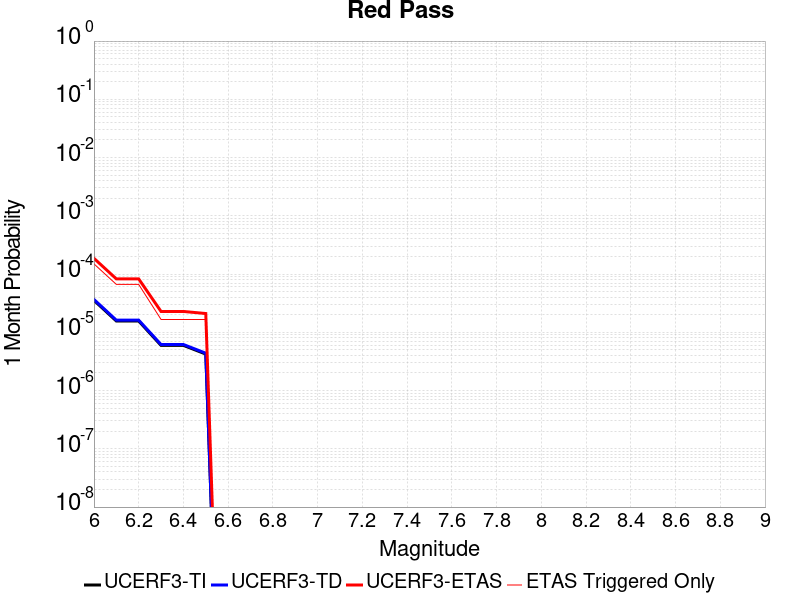 Red Pass
10^0
10^-1
10^-2
10^-3
10^-4
10^-5
10^-6
10^-7
10^-8
1 Month Probability
6 6.2 6.4 6.6 6.8 7 7.2 7.4 7.6 7.8 8 8.2 8.4 8.6 8.8 9
Magnitude
UCERF3-TI UCERF3-TD UCERF3-ETAS ETAS Triggered Only